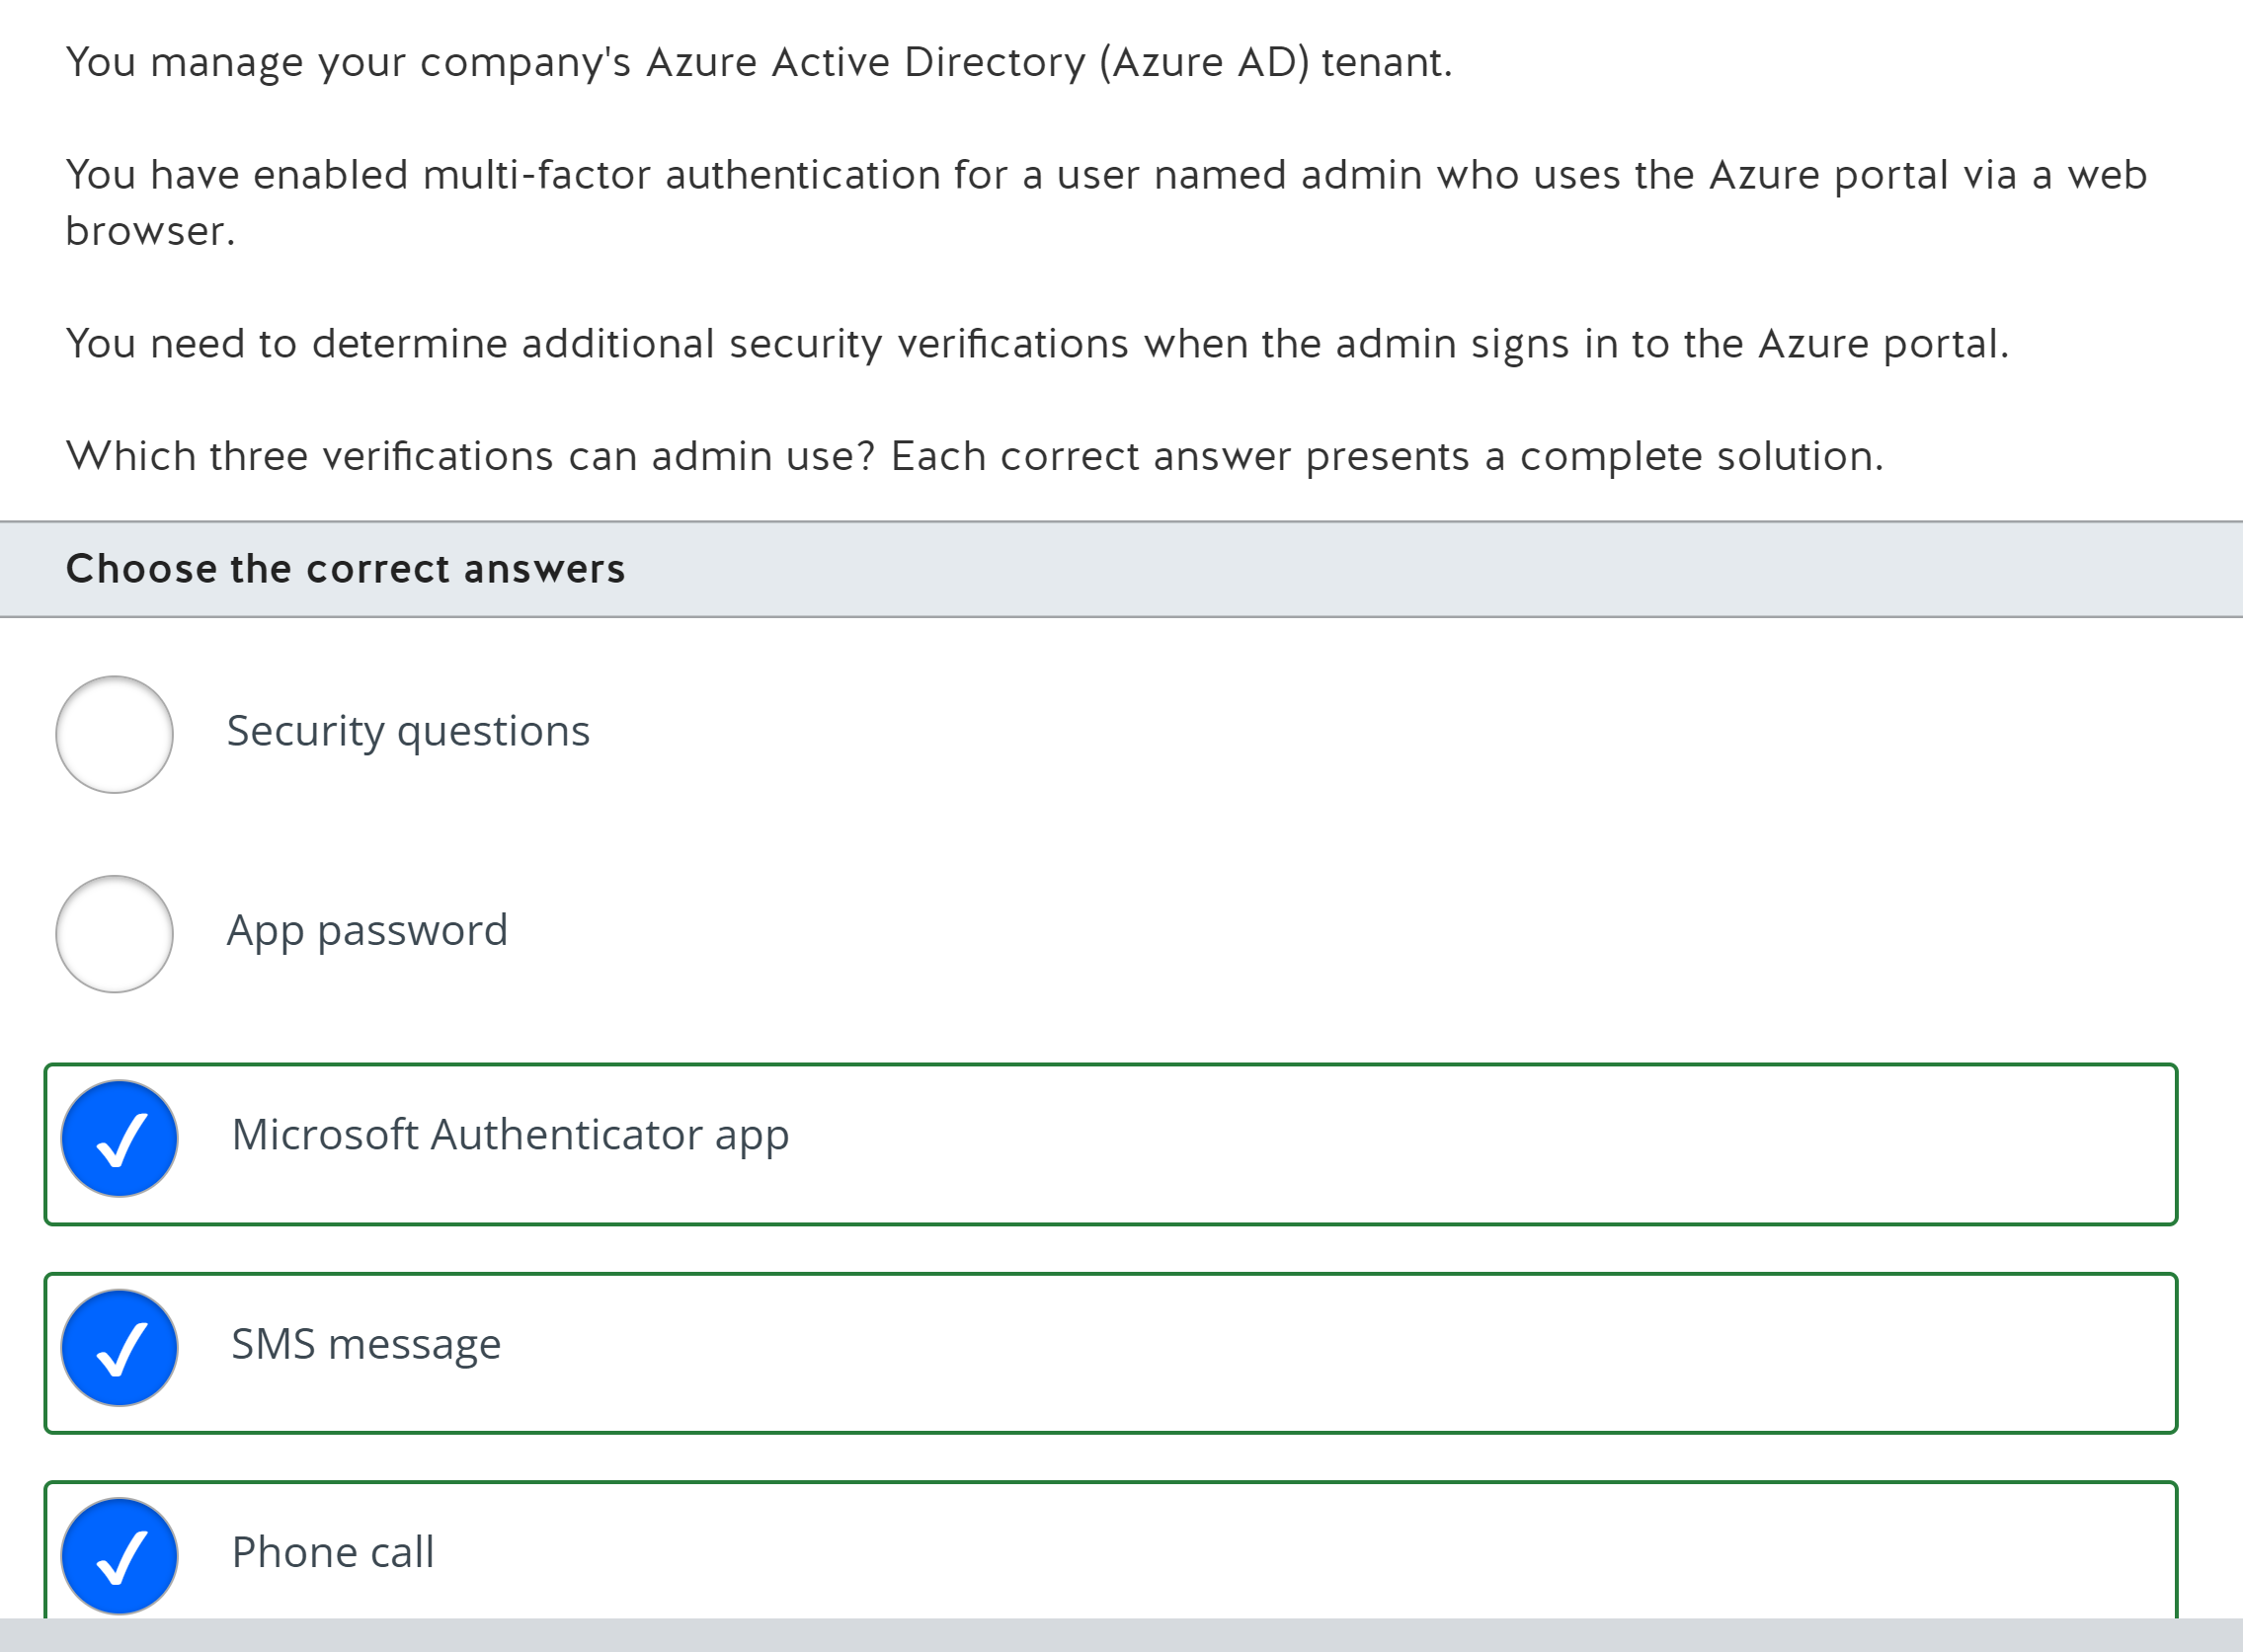 You manage your company's Azure Active Directory (Azure AD) tenant.
You have enabled multi-factor authentication for a user named admin who uses the Azure portal via a web
browser.
You need to determine additional security verifications when the admin signs in to the Azure portal.
Which three verifications can admin use? Each correct answer presents a complete solution.
Choose the correct answers
Security questions
App password
Microsoft Authenticator app
SMS message
Phone call